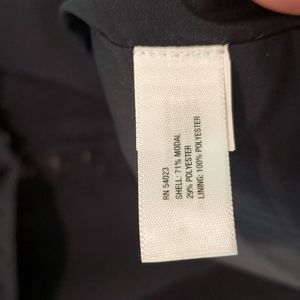 RN 54023
SHELL: 71% MODAL
29% POLYESTER
LINING: 100% POLYESTER